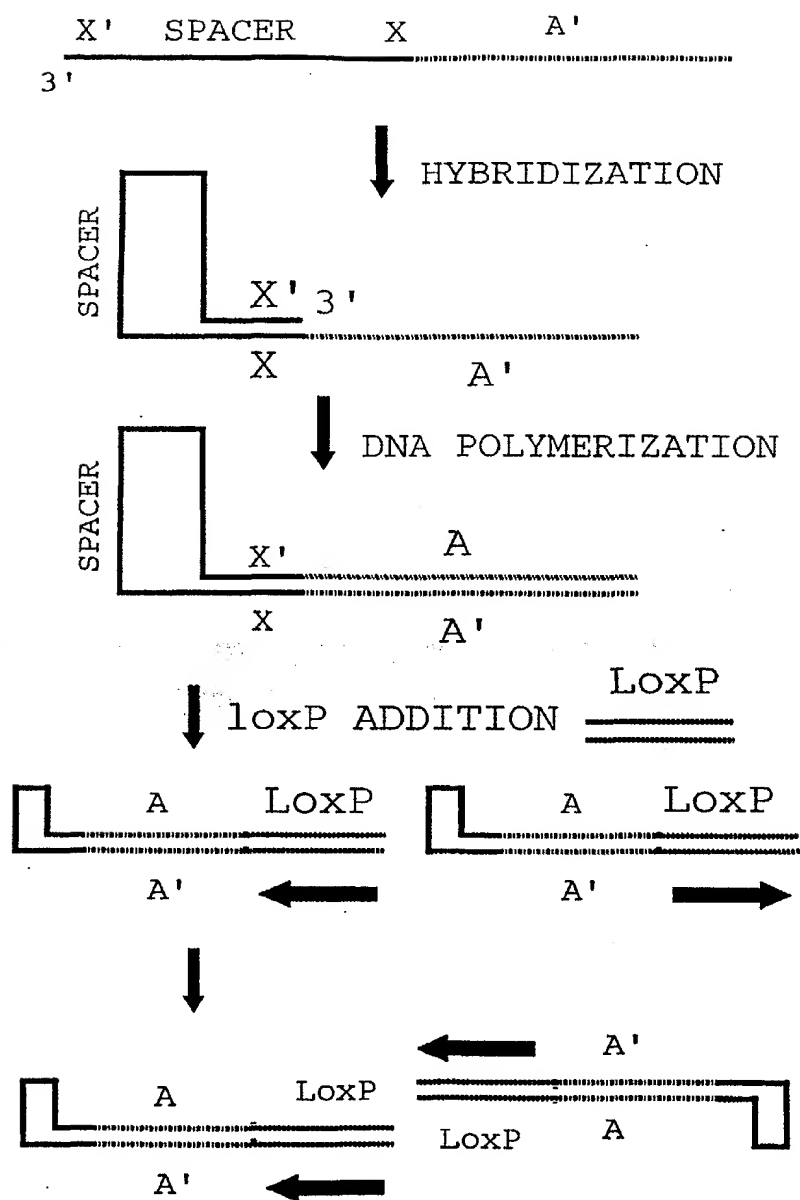 X' SPACER X A'
3'
HYBRIDIZATION
SPACER
X' 3'
X
A'
DNA POLYMERIZATION
SPACER
X'
A
X
A'
LoxP
loxP ADDITION
A LoxP A LoxP
A' A'
A'
A LoxP
LoxP A
A'